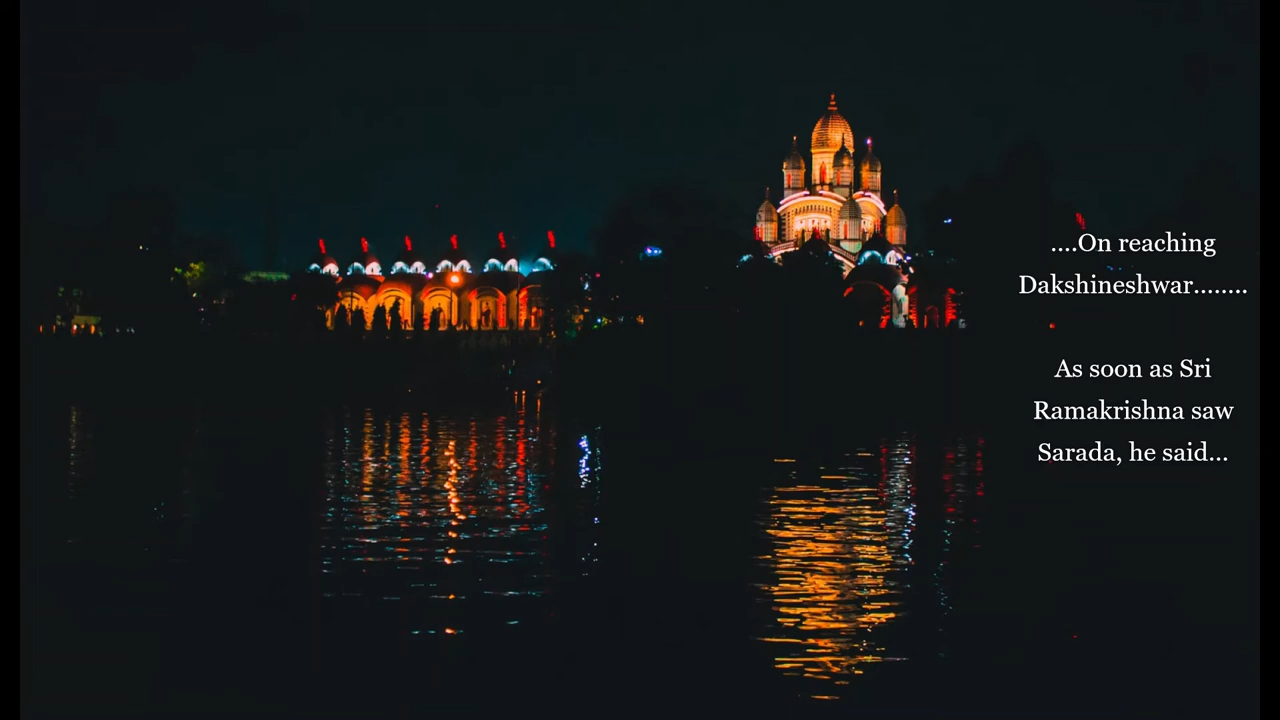 ....On reaching
Dakshineshwar........
As soon as Sri
Ramakrishna saw
Sarada, he said...